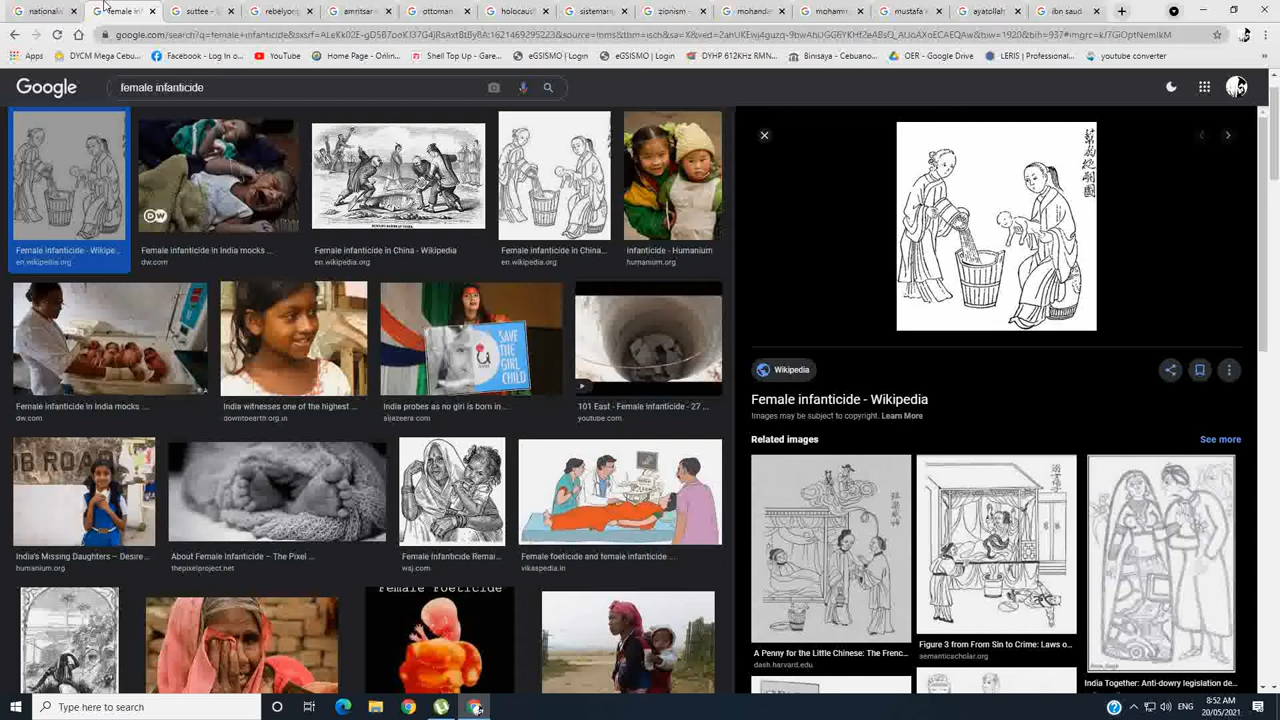 nationalis
female inf
suttee -
rebelyong
ottoman
holocaus
sistemang
zionism -
mohandas
mohamm
mustafa
ayatollah
ibn saud
google.com/search?q=female+infanticide&sxsrf=
Apps
DYCM Mega Cebu...
Facebook - Log In o...
YouTube
Home Page - Onlin...
Shell Top Up - Gare...
eGSISMO | Login
eGSISMO | Login
DYHP 612KHz RMN...
Binisaya - Cebuano...
OER - Google Drive
LERIS | Professional...
youtube converter
Google
female infanticide
DW
Female infanticide - Wikipe...
en.wikipedia.org
Female infanticide in India mocks ...
dw.com
Female infanticide in China - Wikipedia
en.wikipedia.org
Female infanticide in China...
en.wikipedia.org
Infanticide - Humanium
humanium.org
SAVE
THE
GIRL
CHILD
Female infanticide in India mocks ...
dw.com
India witnesses one of the highest ...
downtoearth.org.in
India probes as no girl is born in...
aljazeera.com
101 East - Female infanticide - 27 ...
youtube.com
India's Missing Daughters – Desire...
humanium.org
About Female Infanticide – The Pixel ...
thepixelproject.net
Female Infanticide Remai...
wsj.com
Female foeticide and female infanticide ...
vikaspedia.in
Female Foeticide
Wikipedia
Female infanticide - Wikipedia
Images may be subject to copyright. Learn More
Related images
See more
A Penny for the Little Chinese: The Frenc...
dash.harvard.edu
Figure 3 from From Sin to Crime: Laws o...
semanticscholar.org
India Together: Anti-dowry legislation de...
Type here to search
ENG
8:52 AM
20/05/2021